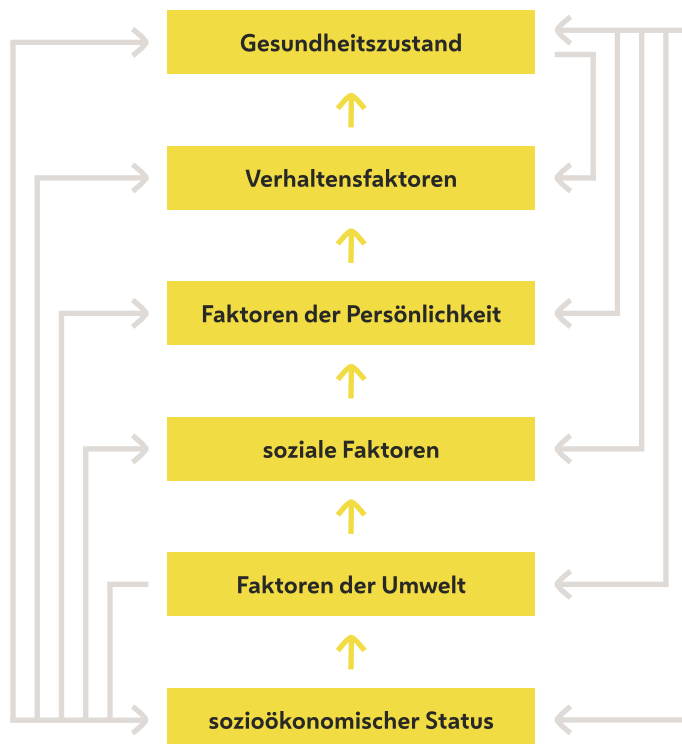 Gesundheitszustand
Verhaltensfaktoren
Faktoren der Persönlichkeit
soziale Faktoren
Faktoren der Umwelt
sozioökonomischer Status